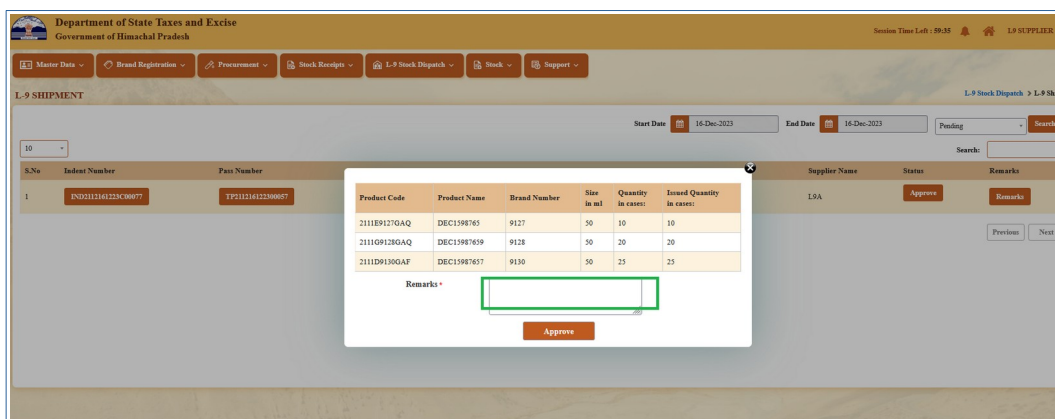 Department of State Taxes and Excise
Government of Himachal Pradesh
Session Time Left : 59:35
L9 SUPPLIER
Master Data
Brand Registration
Procurement
Stock Receipts
L-9 Stock Dispatch
Stock
Support
L-9 SHIPMENT
L-9 Stock Dispatch > L-9 Sh
Start Date 16-Dec-2023 End Date 16-Dec-2023 Pending Search
10 Search:
S.No Indent Number Pass Number Supplier Name Status Remarks
1 IND2112161223C00077 TP211216122300057 L9A Approve Remarks
Previous Next
Product Code Product Name Brand Number Size in ml Quantity in cases: Issued Quantity in cases:
2111E9127GAQ DEC1598765 9127 50 10 10
2111G9128GAQ DEC15987659 9128 50 20 20
2111D9130GAF DEC15987657 9130 50 25 25
Remarks *
Approve